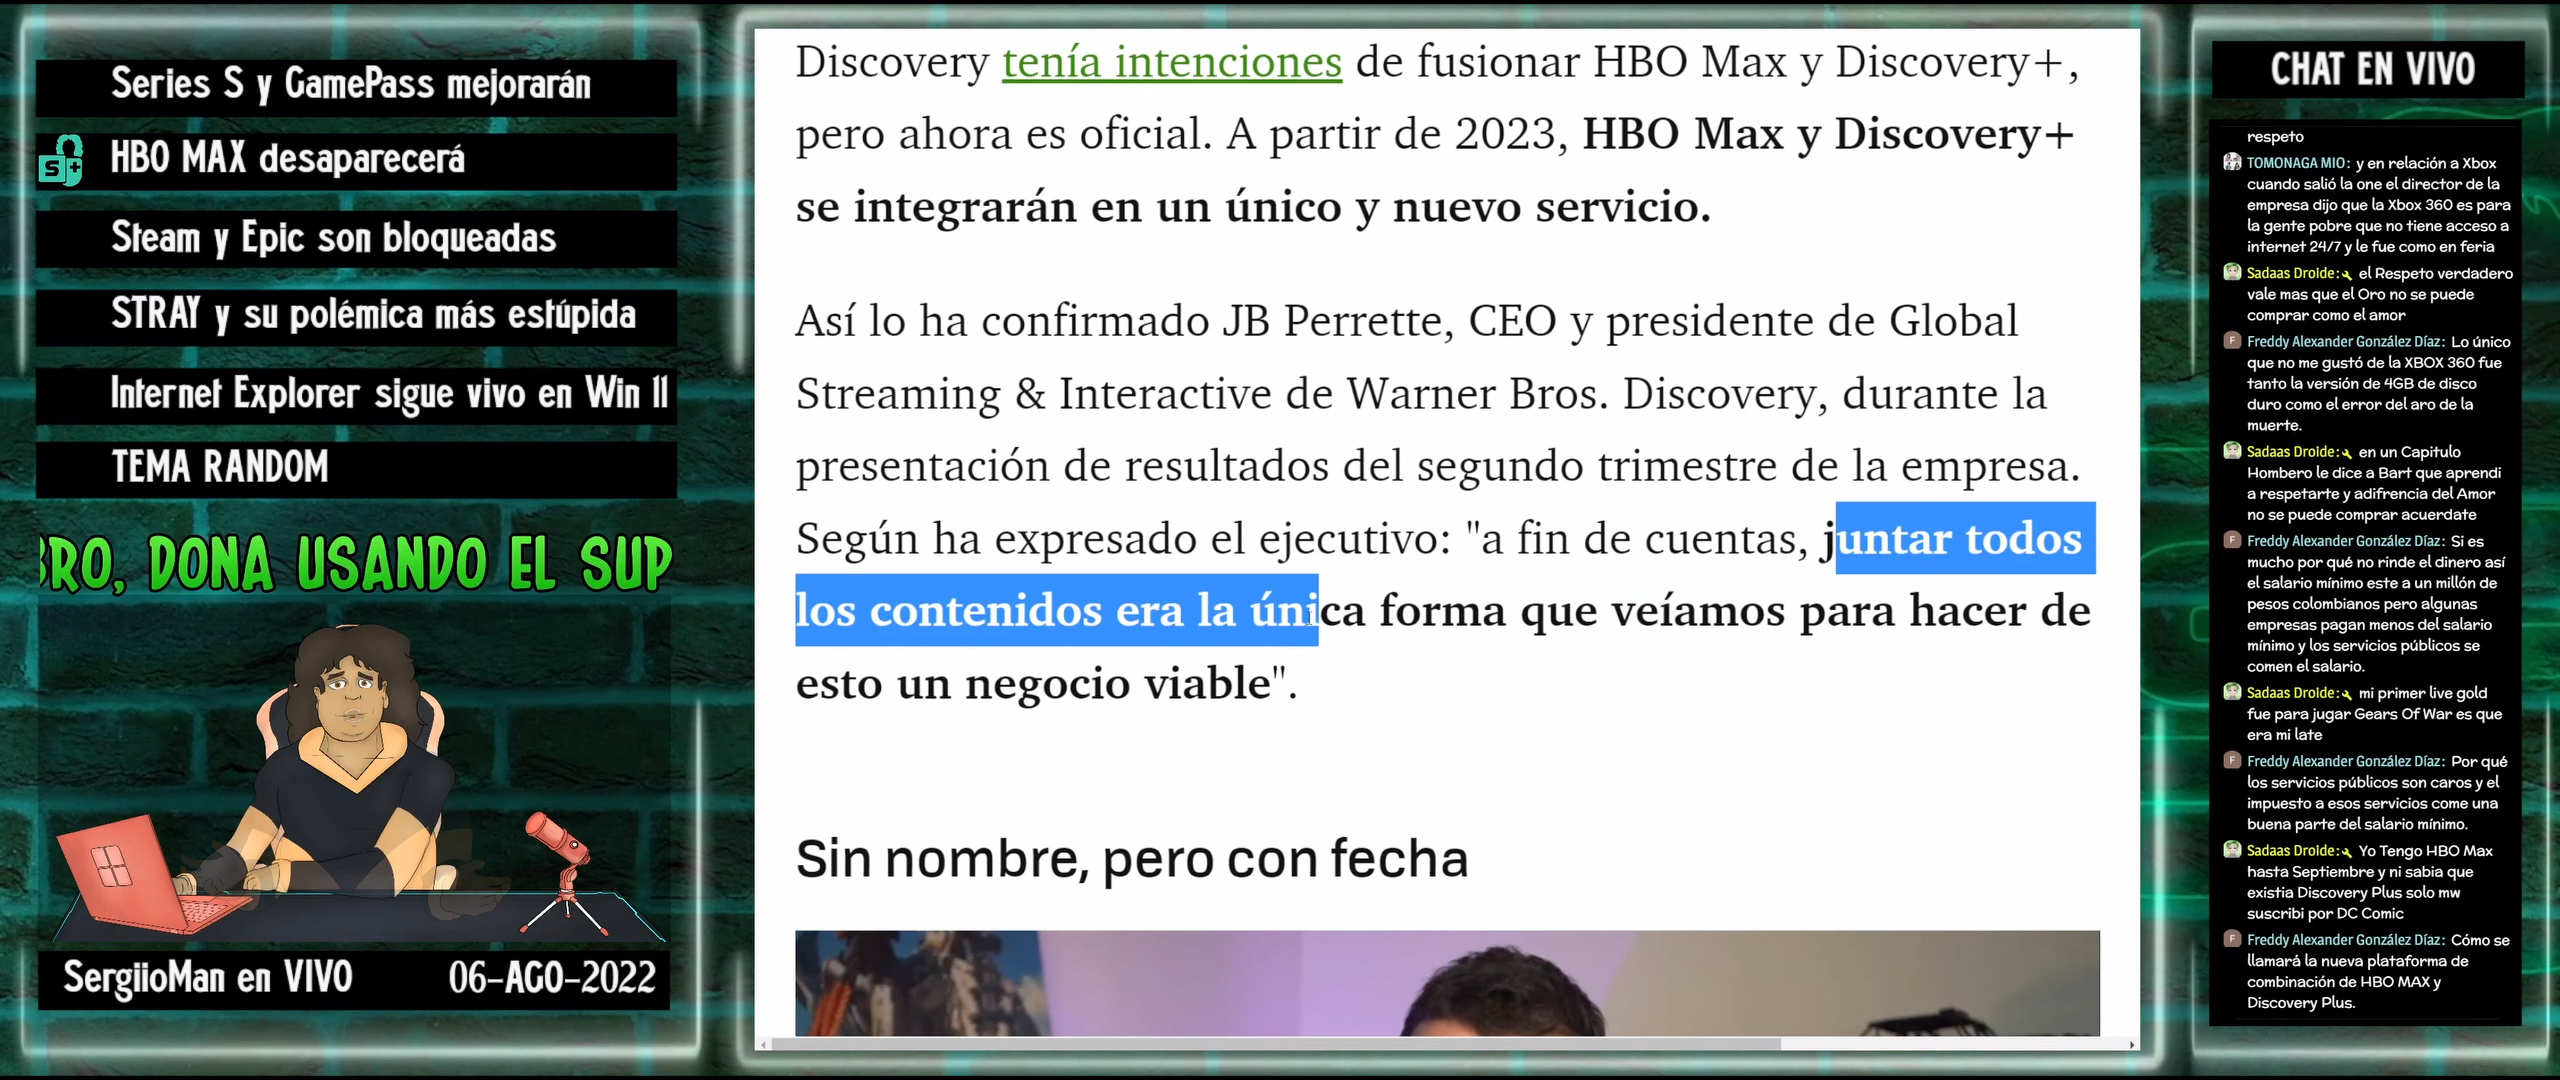 Series S y GamePass mejorarán
S+
HBO MAX desaparecerá
Steam y Epic son bloqueadas
STRAY y su polémica más estúpida
Internet Explorer sigue vivo en Win 11
TEMA RANDOM
BRO, DONA USANDO EL SUP
SergiioMan en VIVO
06-AGO-2022
Discovery tenía intenciones de fusionar HBO Max y Discovery+,
pero ahora es oficial. A partir de 2023, HBO Max y Discovery+
se integrarán en un único y nuevo servicio.
Así lo ha confirmado JB Perrette, CEO y presidente de Global
Streaming & Interactive de Warner Bros. Discovery, durante la
presentación de resultados del segundo trimestre de la empresa.
Según ha expresado el ejecutivo: "a fin de cuentas, juntar todos
los contenidos era la única forma que veíamos para hacer de
esto un negocio viable".
Sin nombre, pero con fecha
CHAT EN VIVO
respeto
TOMONAGA MIO: y en relación a Xbox
cuando salió la one el director de la
empresa dijo que la Xbox 360 es para
la gente pobre que no tiene acceso a
internet 24/7 y le fue como en feria
Sadaas Droide: el Respeto verdadero
vale mas que el Oro no se puede
comprar como el amor
F
Freddy Alexander González Díaz: Lo único
que no me gustó de la XBOX 360 fue
tanto la versión de 4GB de disco
duro como el error del aro de la
muerte.
Sadaas Droide: en un Capitulo
Hombero le dice a Bart que aprendi
a respetarte y adifrencia del Amor
no se puede comprar acuerdate
F
Freddy Alexander González Díaz: Si es
mucho por qué no rinde el dinero así
el salario mínimo este a un millón de
pesos colombianos pero algunas
empresas pagan menos del salario
mínimo y los servicios públicos se
comen el salario.
Sadaas Droide: mi primer live gold
fue para jugar Gears Of War es que
era mi late
F
Freddy Alexander González Díaz: Por qué
los servicios públicos son caros y el
impuesto a esos servicios come una
buena parte del salario mínimo.
Sadaas Droide: Yo Tengo HBO Max
hasta Septiembre y ni sabia que
existia Discovery Plus solo mw
suscribi por DC Comic
F
Freddy Alexander González Díaz: Cómo se
llamará la nueva plataforma de
combinación de HBO MAX y
Discovery Plus.